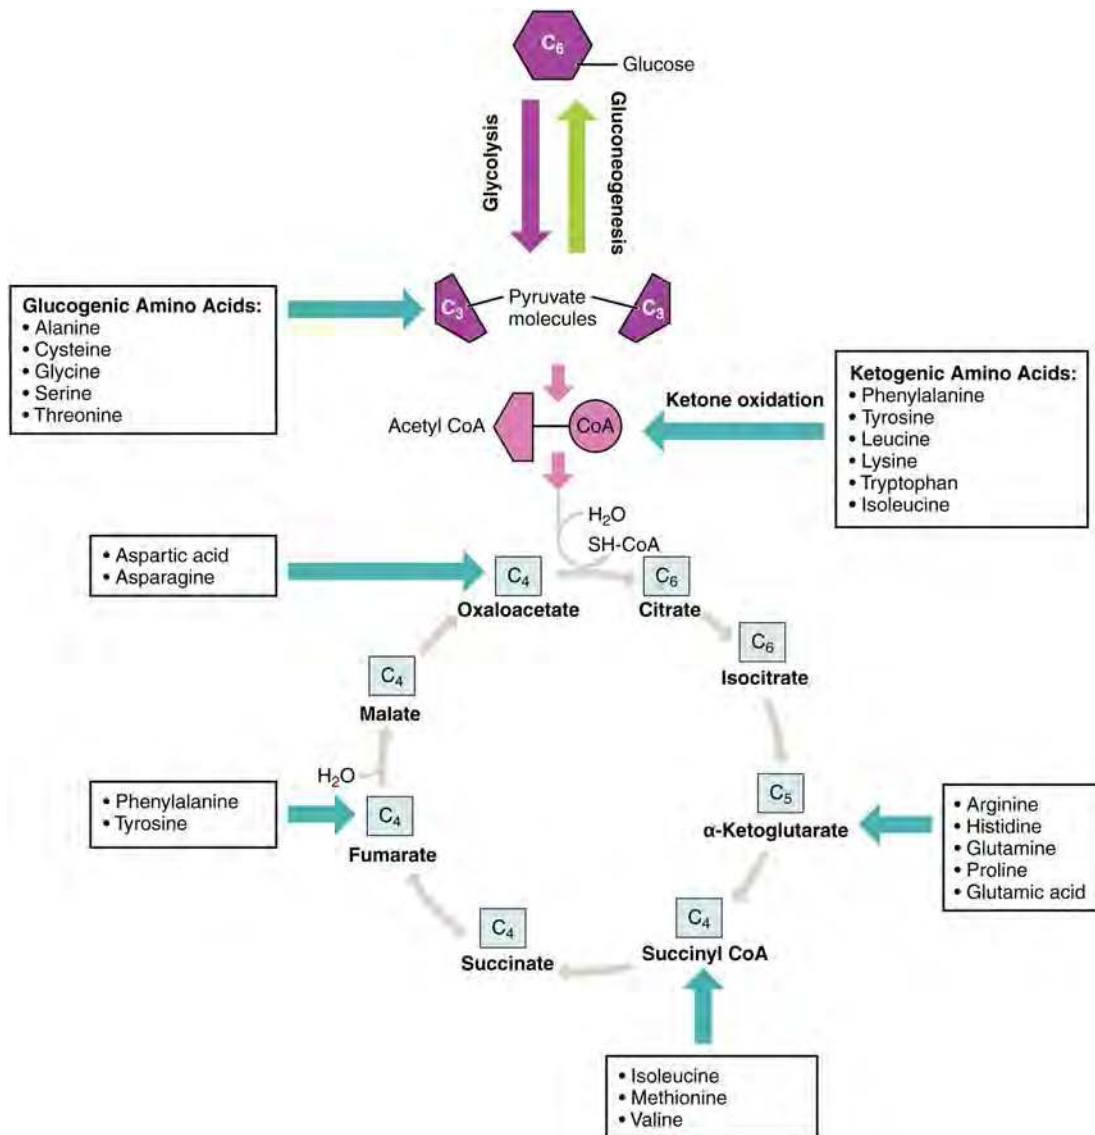 C₆
Glucose
Glycolysis
Gluconeogenesis
Glucogenic Amino Acids:
• Alanine
• Cysteine
• Glycine
• Serine
• Threonine
C₃
Pyruvate
molecules
C₃
Ketogenic Amino Acids:
• Phenylalanine
• Tyrosine
• Leucine
• Lysine
• Tryptophan
• Isoleucine
Ketone oxidation
Acetyl CoA
CoA
H₂O
SH-CoA
• Aspartic acid
• Asparagine
C₄
Oxaloacetate
C₆
Citrate
C₆
Isocitrate
C₄
Malate
H₂O
• Phenylalanine
• Tyrosine
C₄
Fumarate
C₅
α-Ketoglutarate
• Arginine
• Histidine
• Glutamine
• Proline
• Glutamic acid
C₄
Succinate
C₄
Succinyl CoA
• Isoleucine
• Methionine
• Valine